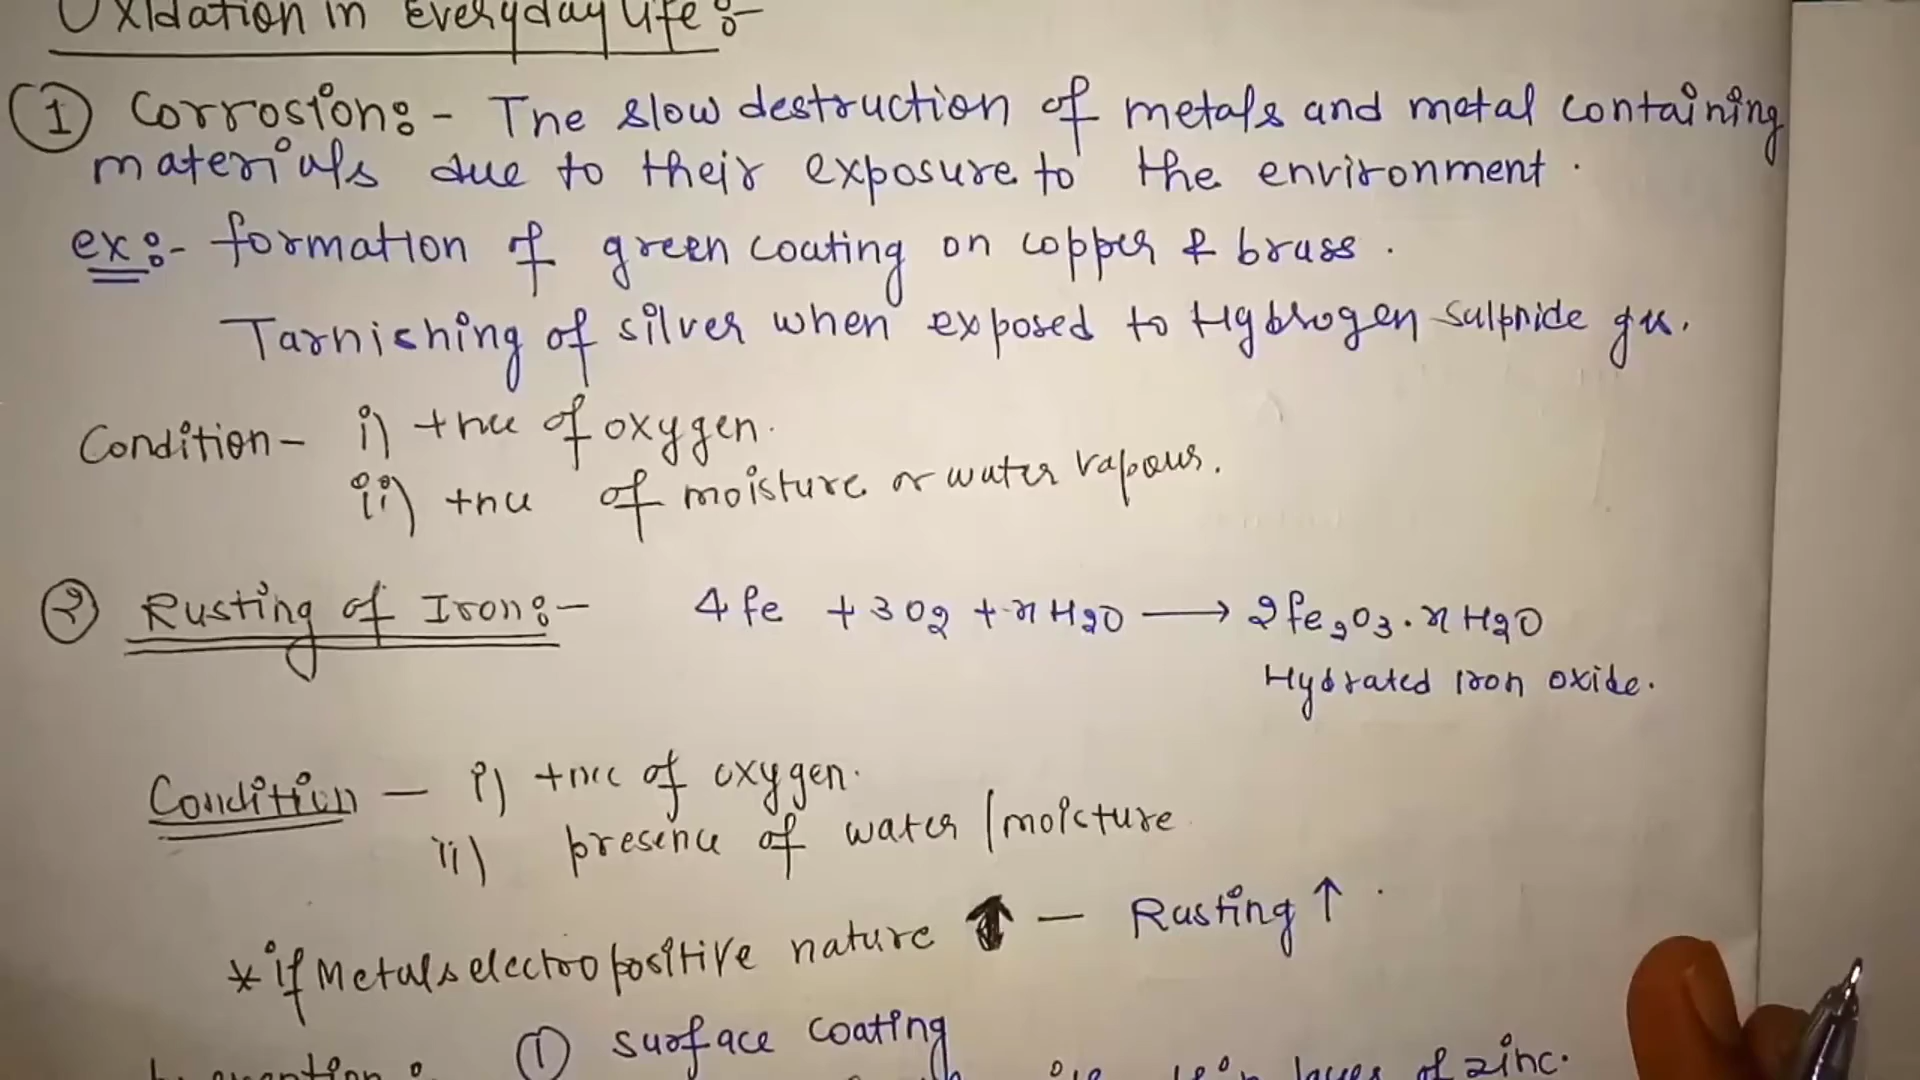 Oxidation in everyday life :-
① Corrosion :- The slow destruction of metals and metal containing
materials due to their exposure to the environment .
ex :- formation of green coating on copper & brass .
Tarnishing of silver when exposed to Hydrogen sulphide gas.
Condition - i) +nce of oxygen.
ii) +nce of moisture or water vapours.
② Rusting of Iron :- 4Fe + 3O2 + xH2O ⟶ 2Fe2O3 . xH2O
Hydrated iron oxide.
Condition - i) +nce of oxygen.
ii) presence of water / moisture
* if Metals electropositive nature ↑ - Rusting ↑
① surface coating
layer of zinc.